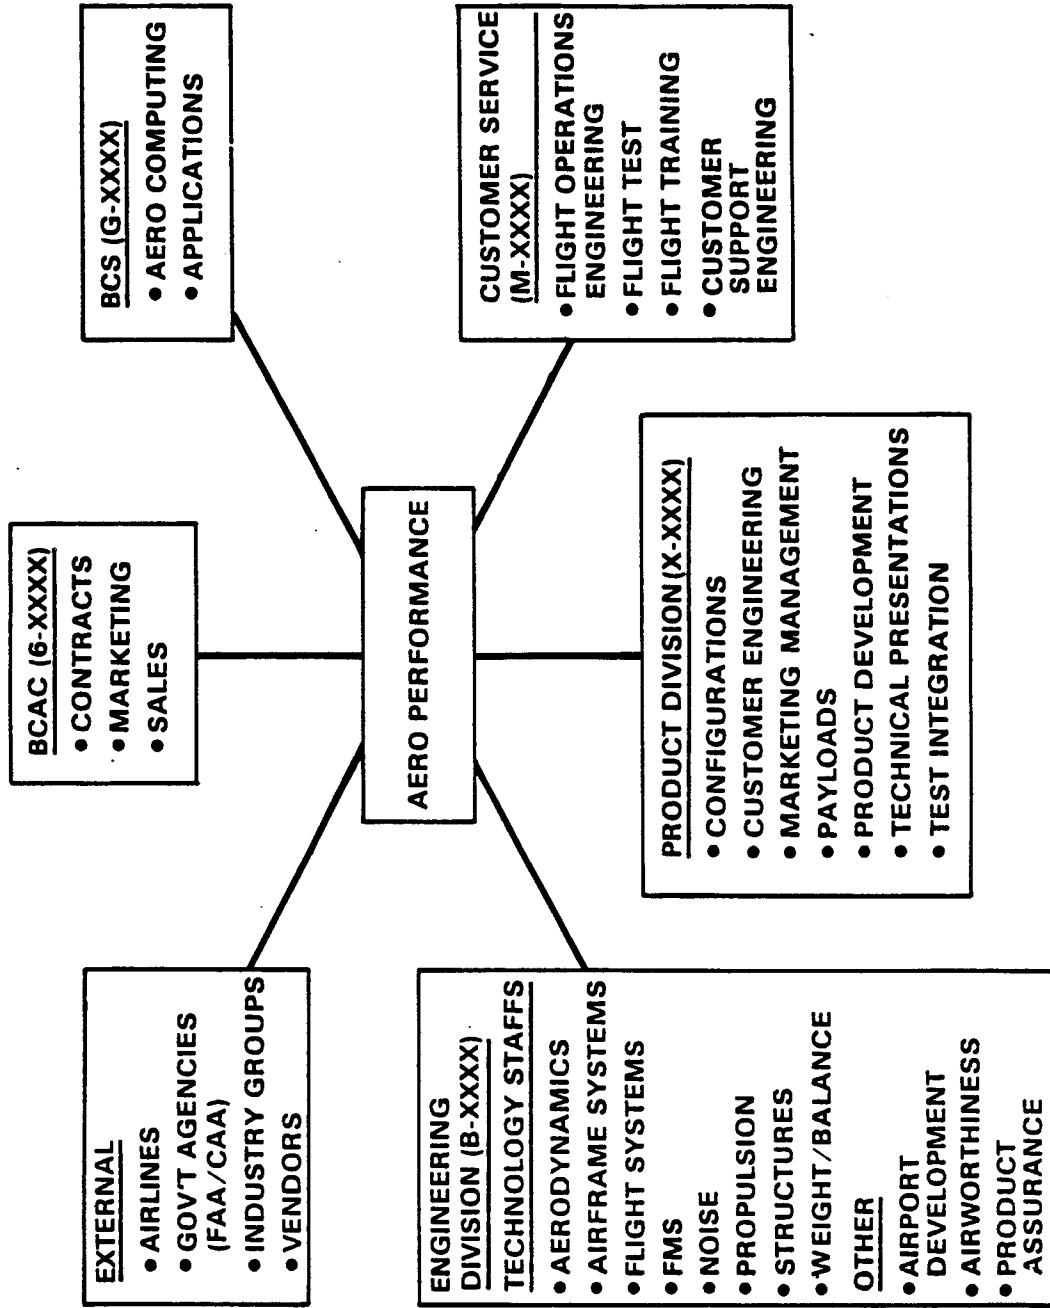 EXTERNAL
• AIRLINES
• GOV'T AGENCIES
(FAA/CAA)
• INDUSTRY GROUPS
• VENDORS
BCAC (6-XXXX)
• CONTRACTS
• MARKETING
• SALES
BCS (G-XXXX)
• AERO COMPUTING
• APPLICATIONS
AERO PERFORMANCE
ENGINEERING
DIVISION (B-XXXX)
TECHNOLOGY STAFFS
• AERODYNAMICS
• AIRFRAME SYSTEMS
• FLIGHT SYSTEMS
• FMS
• NOISE
• PROPULSION
• STRUCTURES
• WEIGHT/BALANCE
OTHER
• AIRPORT
DEVELOPMENT
• AIRWORTHINESS
• PRODUCT
ASSURANCE
PRODUCT DIVISION(X-XXXX)
• CONFIGURATIONS
• CUSTOMER ENGINEERING
• MARKETING MANAGEMENT
• PAYLOADS
• PRODUCT DEVELOPMENT
• TECHNICAL PRESENTATIONS
• TEST INTEGRATION
CUSTOMER SERVICE
(M-XXXX)
• FLIGHT OPERATIONS
ENGINEERING
• FLIGHT TEST
• FLIGHT TRAINING
• CUSTOMER
SUPPORT
ENGINEERING